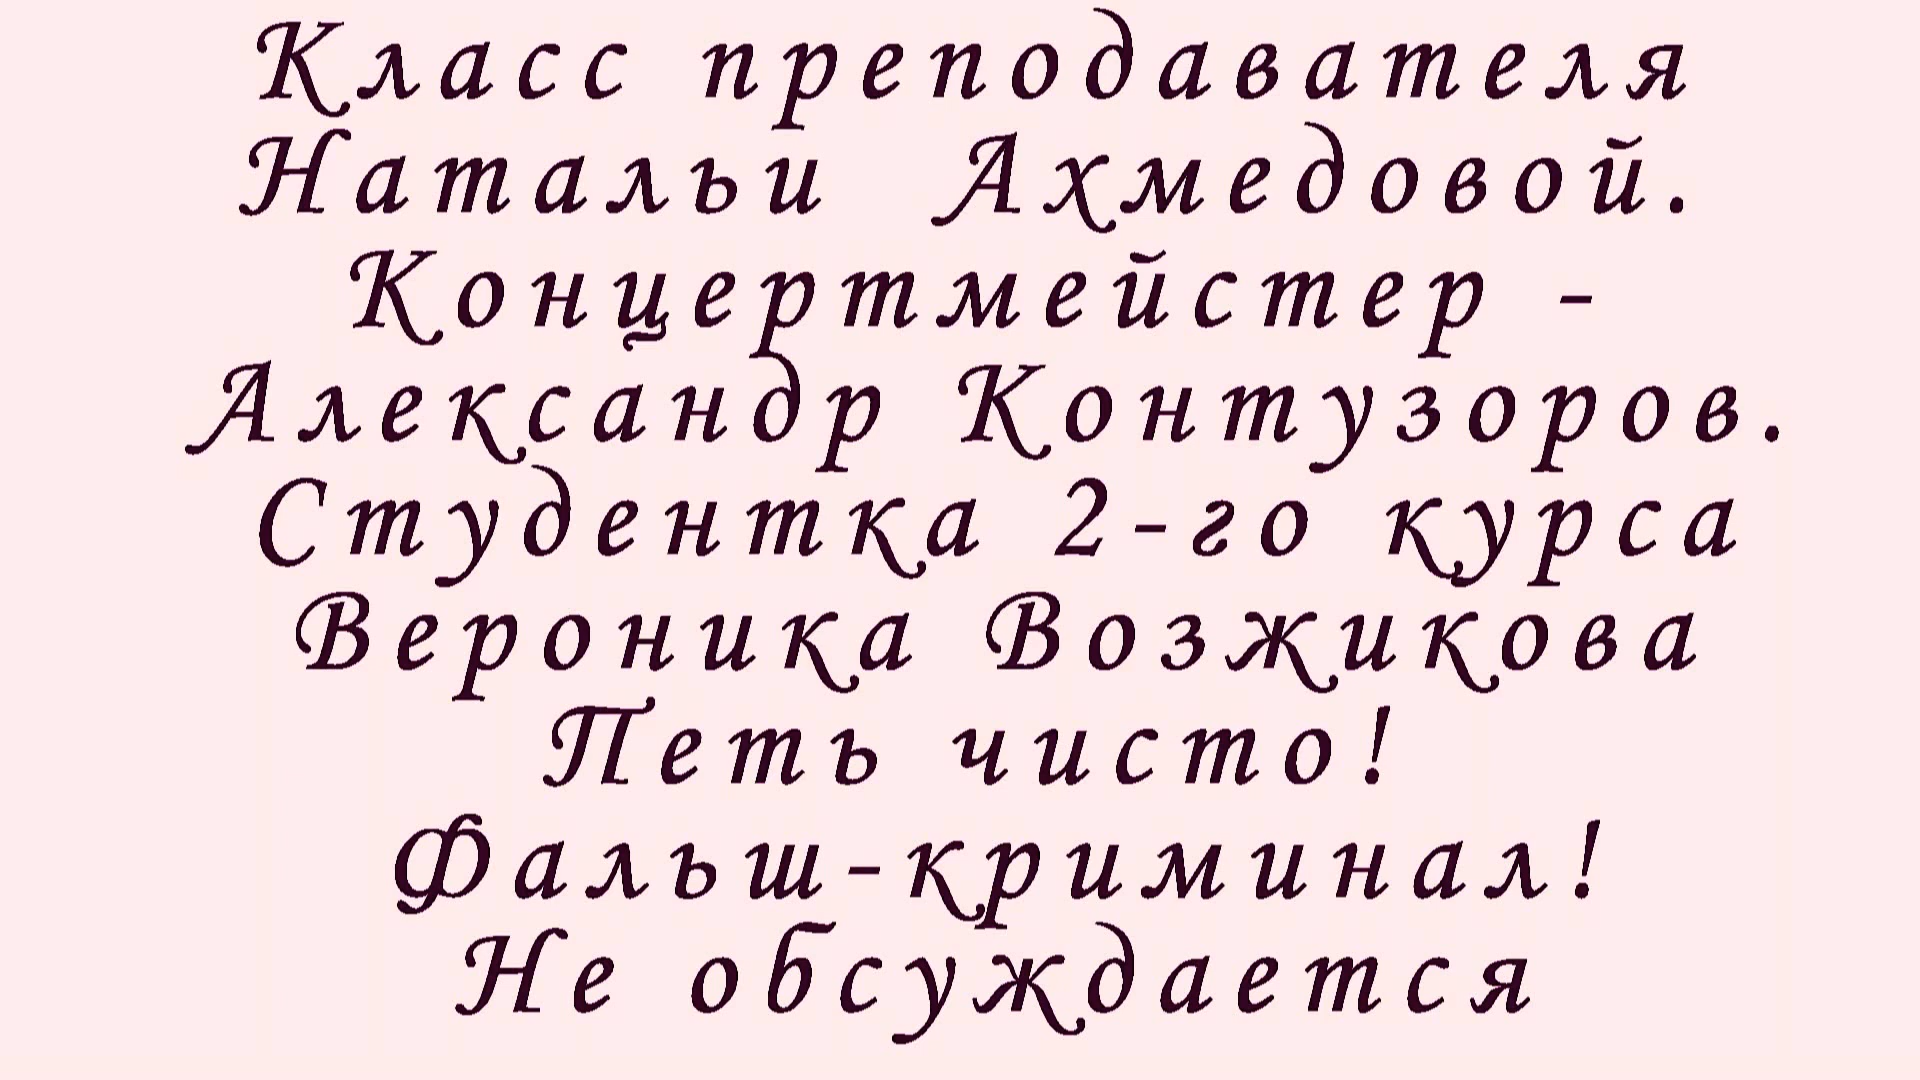 Класс преподавателя
Натальи Ахмедовой.
Концертмейстер -
Александр Контузоров.
Студентка 2-го курса
Вероника Возжикова
Петь чисто!
Фальш-криминал!
Не обсуждается